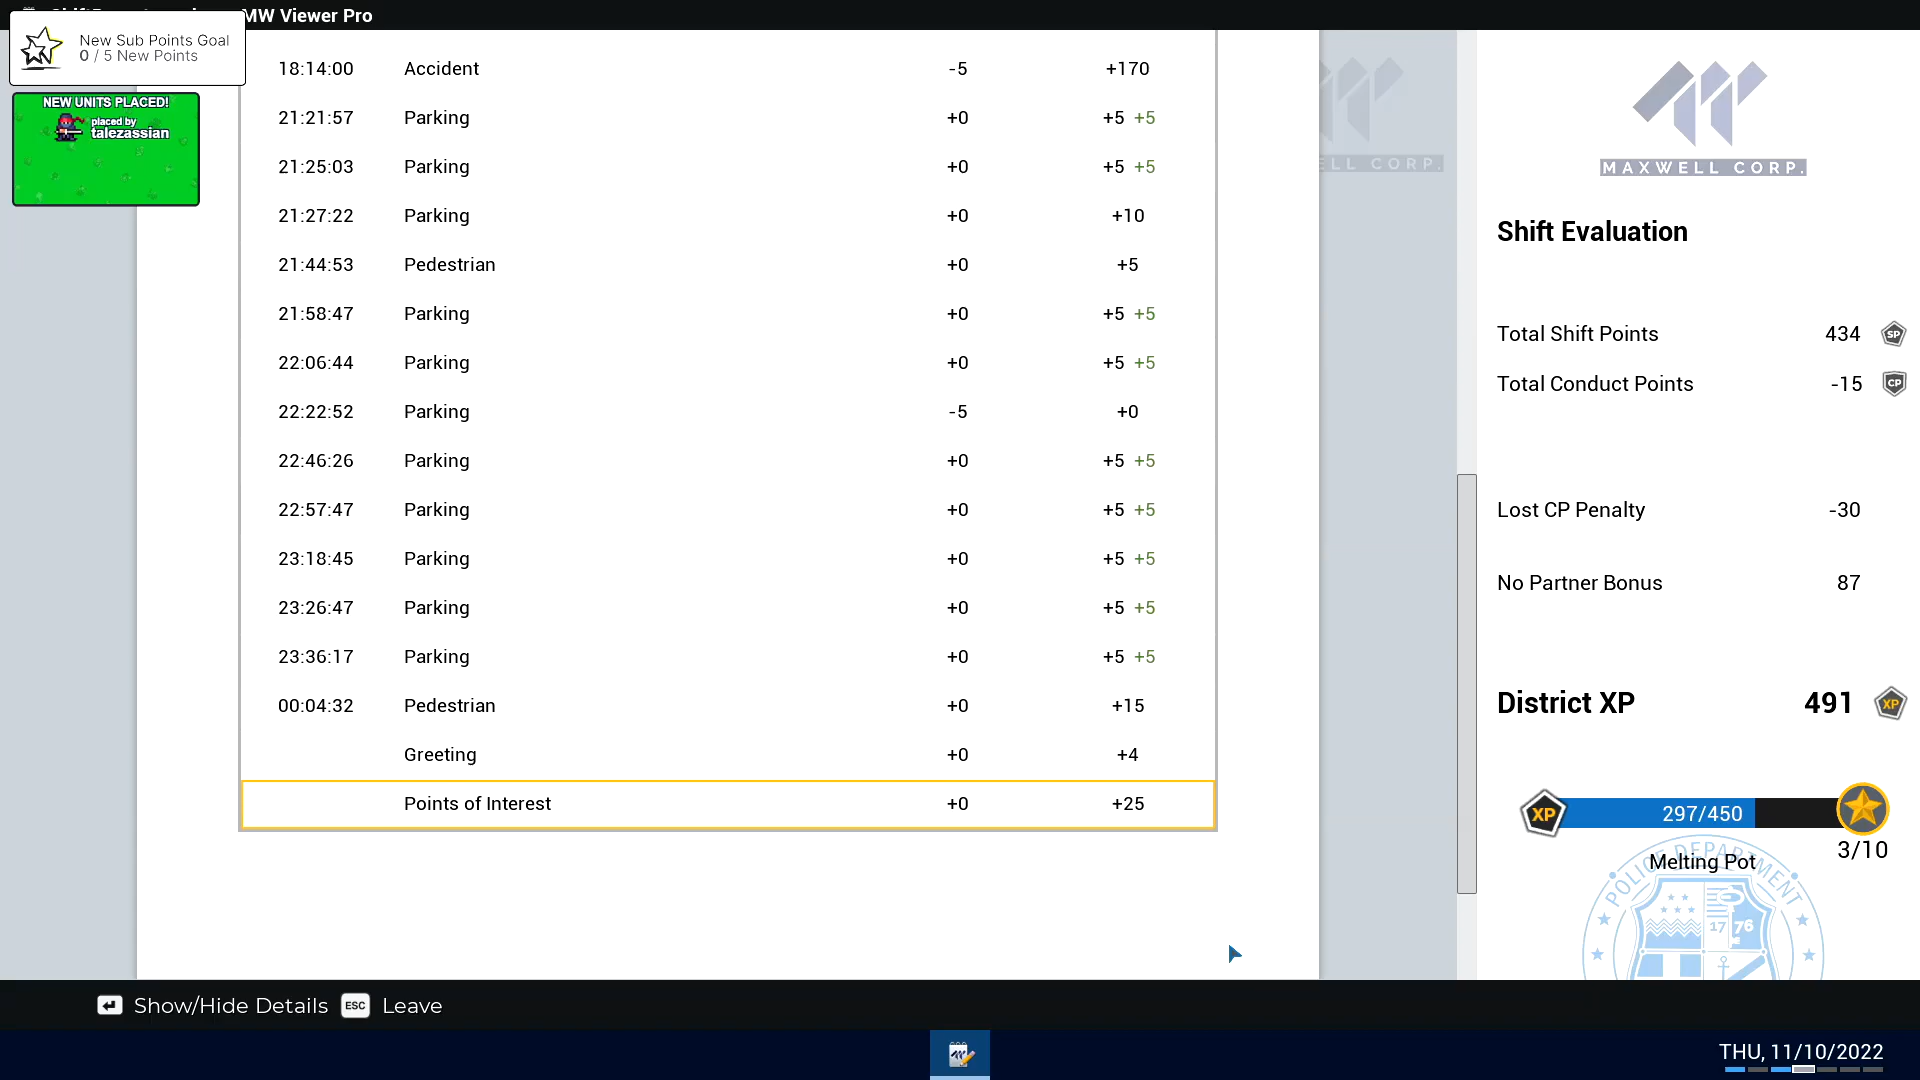 MW Viewer Pro
New Sub Points Goal
0 / 5 New Points
NEW UNITS PLACED!
placed by
talezassian
18:14:00 Accident -5 +170
21:21:57 Parking +0 +5 +5
21:25:03 Parking +0 +5 +5
21:27:22 Parking +0 +10
21:44:53 Pedestrian +0 +5
21:58:47 Parking +0 +5 +5
22:06:44 Parking +0 +5 +5
22:22:52 Parking -5 +0
22:46:26 Parking +0 +5 +5
22:57:47 Parking +0 +5 +5
23:18:45 Parking +0 +5 +5
23:26:47 Parking +0 +5 +5
23:36:17 Parking +0 +5 +5
00:04:32 Pedestrian +0 +15
Greeting +0 +4
Points of Interest +0 +25
ELL CORP.
MAXWELL CORP.
Shift Evaluation
Total Shift Points 434 SP
Total Conduct Points -15 CP
Lost CP Penalty -30
No Partner Bonus 87
District XP 491 XP
XP 297/450
3/10
Melting Pot
POLICE DEPARTMENT
17 76
Show/Hide Details ESC Leave
THU, 11/10/2022